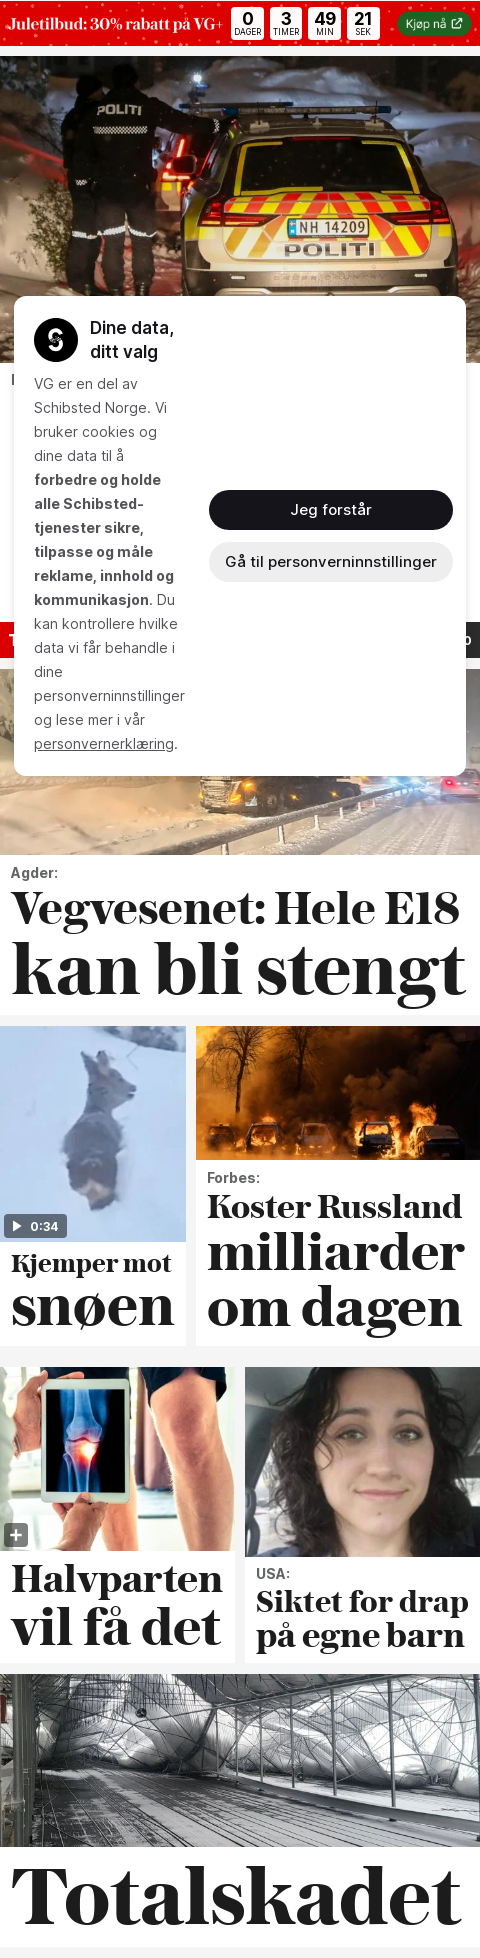 Juletilbud: 30% rabatt på VG+
0 3 49 21
DAGER TIMER MIN SEK
Kjøp nå
POLITI
NH 14209
POLITI
Dine data,
ditt valg
VG er en del av
Schibsted Norge. Vi
bruker cookies og
dine data til å
forbedre og holde
alle Schibsted-
tjenester sikre,
tilpasse og måle
reklame, innhold og
kommunikasjon. Du
kan kontrollere hvilke
data vi får behandle i
dine
personverninnstillinger
og lese mer i vår
personvernerklæring.
Jeg forstår
Gå til personverninnstillinger
Agder:
Vegvesenet: Hele E18
kan bli stengt
0:34
Kjemper mot
snøen
Forbes:
Koster Russland
milliarder
om dagen
Halvparten
vil få det
USA:
Siktet for drap
på egne barn
Totalskadet